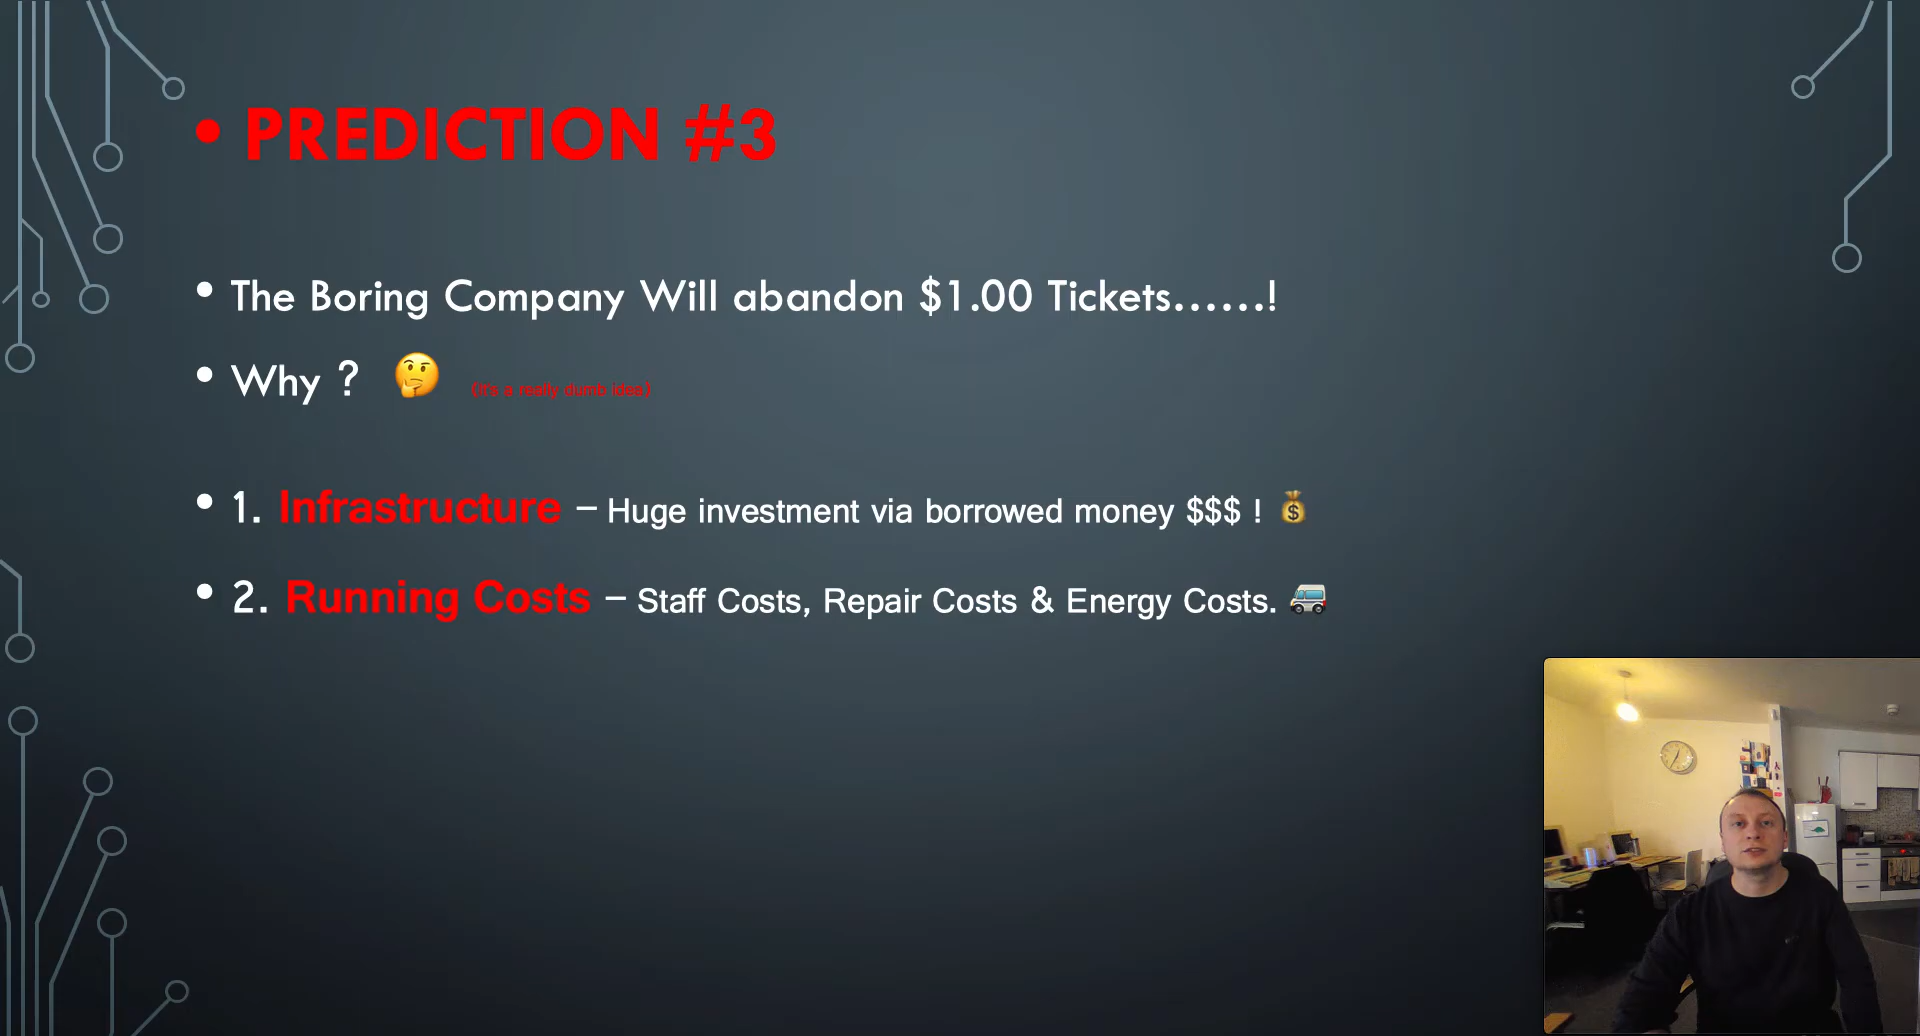 • PREDICTION #3
• The Boring Company Will abandon $1.00 Tickets......!
• Why ? 🤔 (it's a really dumb idea)
• 1. Infrastructure – Huge investment via borrowed money $$$ ! 💰
• 2. Running Costs – Staff Costs, Repair Costs & Energy Costs. 🚐